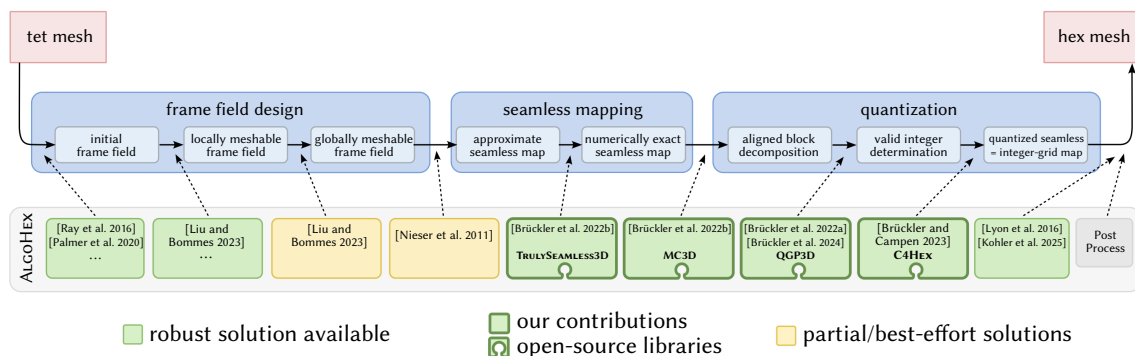 tet mesh
hex mesh
frame field design
seamless mapping
quantization
initial
frame field
locally meshable
frame field
globally meshable
frame field
approximate
seamless map
numerically exact
seamless map
aligned block
decomposition
valid integer
determination
quantized seamless
= integer-grid map
ALGOHEX
[Ray et al. 2016]
[Palmer et al. 2020]
...
[Liu and
Bommes 2023]
...
[Liu and
Bommes 2023]
[Nieser et al. 2011]
[Brückler et al. 2022b]
TRULYSEAMLESS3D
[Brückler et al. 2022b]
MC3D
[Brückler et al. 2022a]
[Brückler et al. 2024]
QGP3D
[Brückler
and Campen 2023]
C4HEX
[Lyon et al. 2016]
[Kohler et al. 2025]
Post
Process
robust solution available
our contributions
open-source libraries
partial/best-effort solutions